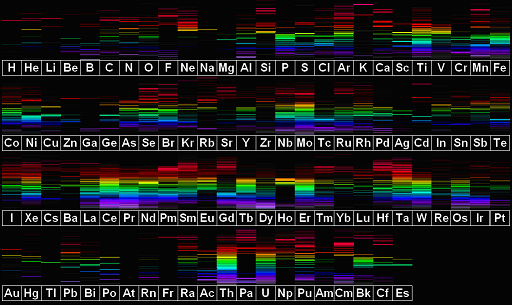 H He Li Be B C N O F Ne Na Mg Al Si P S Cl Ar K Ca Sc Ti V Cr Mn Fe
Co Ni Cu Zn Ga Ge As Se Br Kr Rb Sr Y Zr Nb Mo Tc Ru Rh Pd Ag Cd In Sn Sb Te
I Xe Cs Ba La Ce Pr Nd Pm Sm Eu Gd Tb Dy Ho Er Tm Yb Lu Hf Ta W Re Os Ir Pt
Au Hg Tl Pb Bi Po At Rn Fr Ra Ac Th Pa U Np Pu Am Cm Bk Cf Es